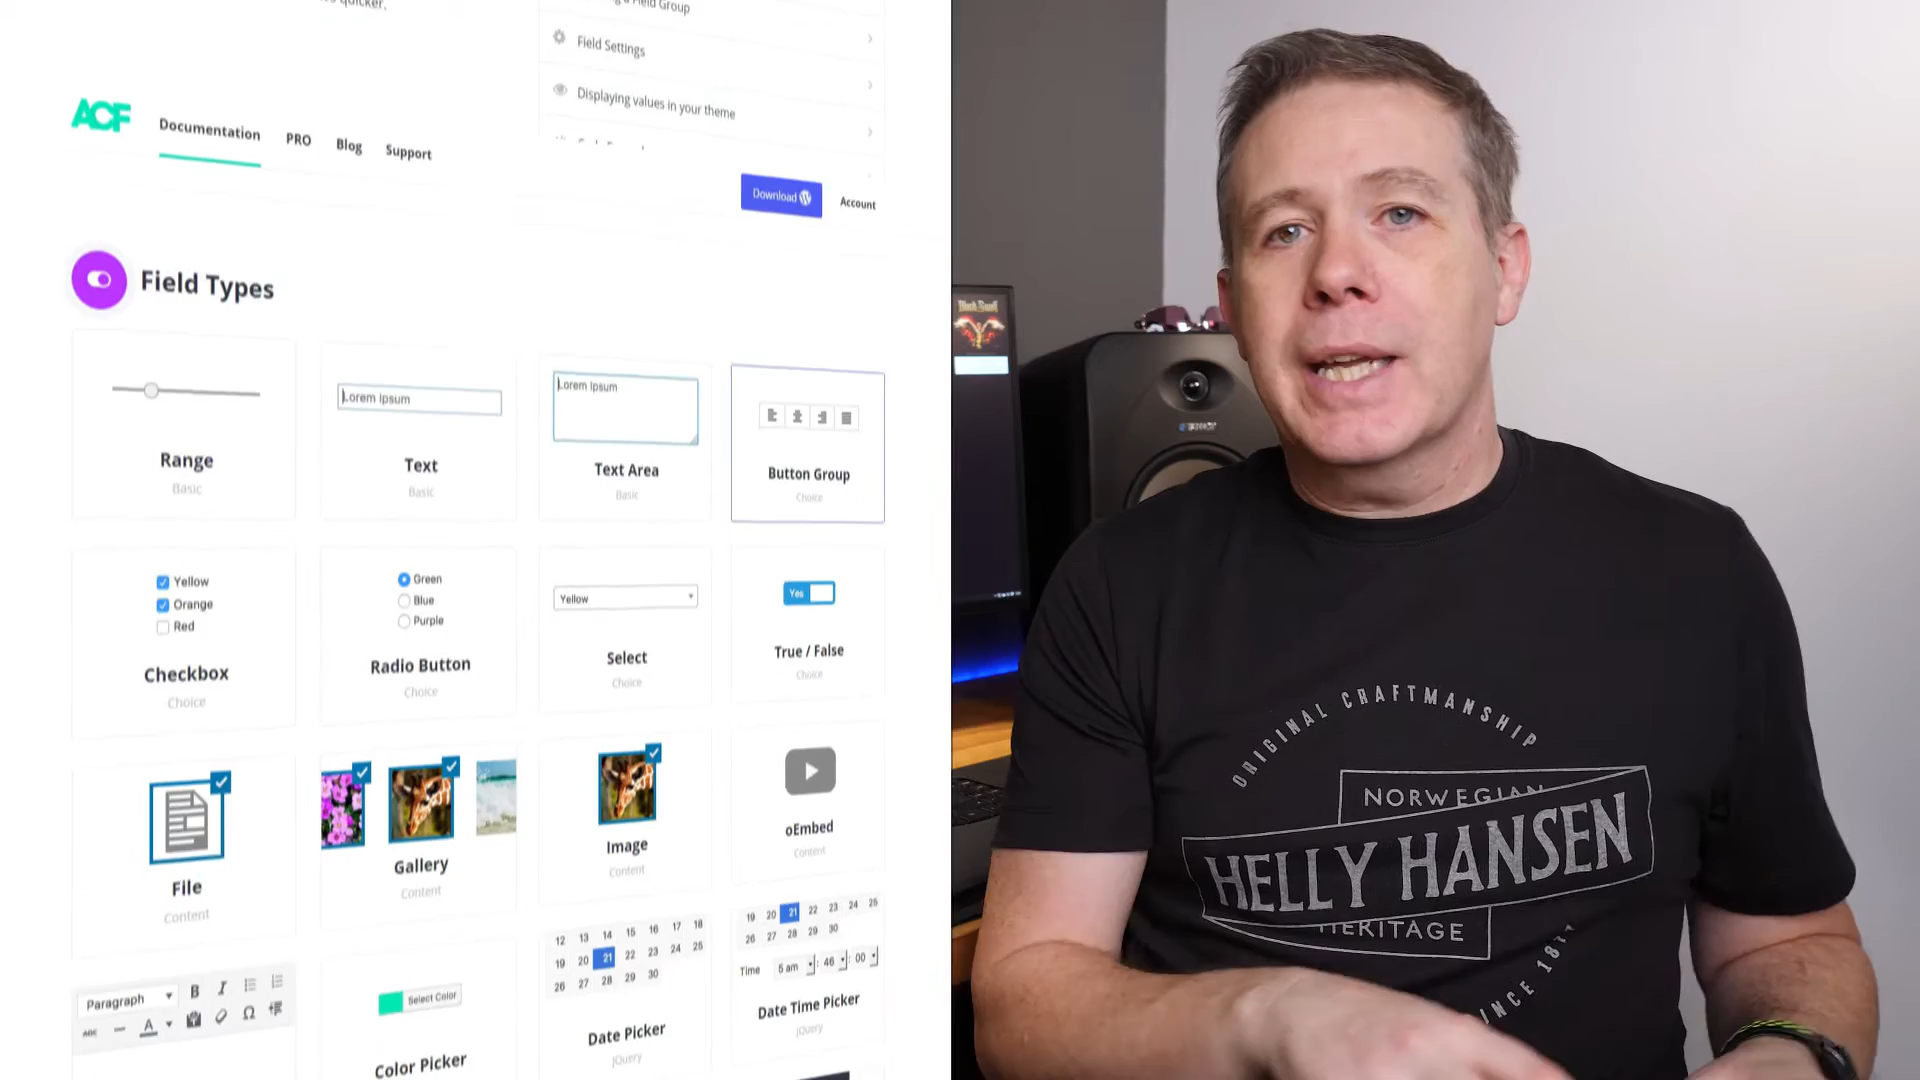 quicker.
a Field Group
Field Settings
Displaying values in your theme
ACF
Documentation
PRO
Blog
Support
Download
Account
Field Types
Lorem Ipsum
Lorem Ipsum
Range
Basic
Text
Basic
Text Area
Basic
Button Group
Choice
Yellow
Orange
Red
Checkbox
Choice
Green
Blue
Purple
Radio Button
Choice
Yellow
Select
Choice
Yes
True / False
Choice
File
Content
Gallery
Content
Image
Content
oEmbed
Content
Paragraph
B I
ABC A Ω
Select Color
Color Picker
12 13 14 15 16 17 18
19 20 21 22 23 24 25
26 27 28 29 30
Date Picker
jQuery
19 20 21 22 23 24 25
26 27 28 29 30
Time 5 am : 46 : 00
Date Time Picker
jQuery
ORIGINAL CRAFTMANSHIP
NORWEGIAN
HELLY HANSEN
HERITAGE